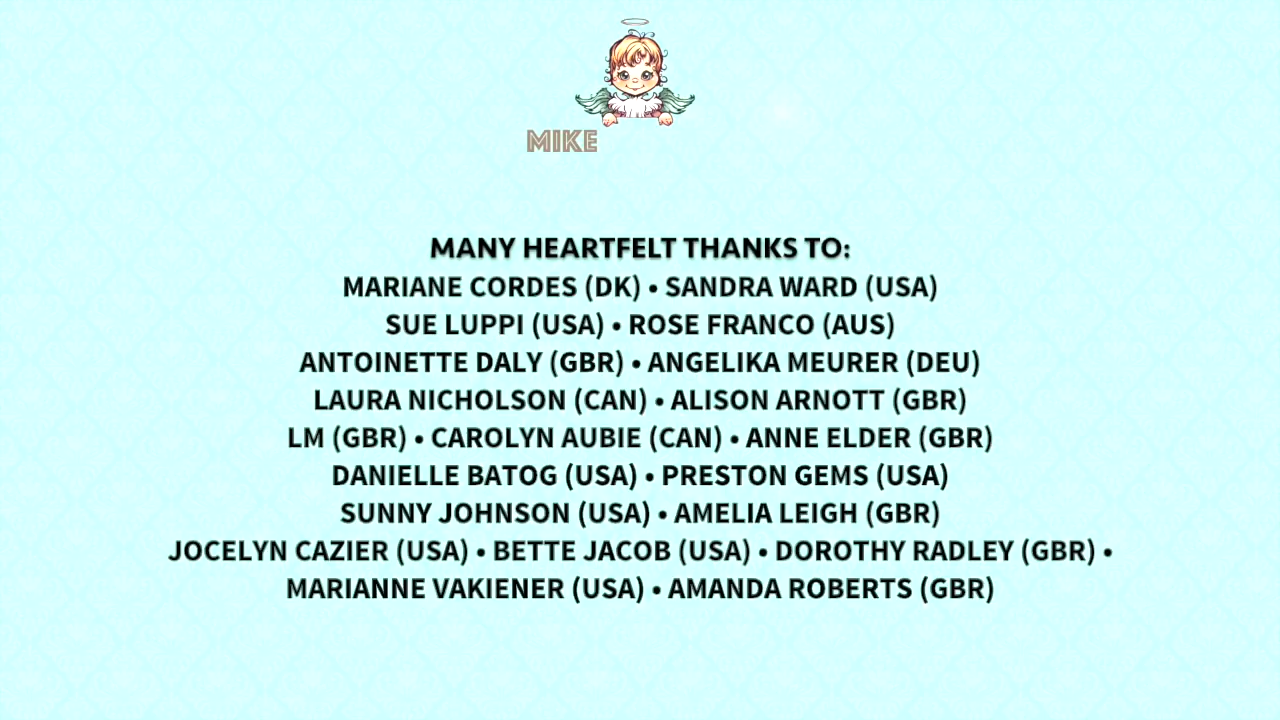 MIKE
MANY HEARTFELT THANKS TO:
MARIANE CORDES (DK) • SANDRA WARD (USA)
SUE LUPPI (USA) • ROSE FRANCO (AUS)
ANTOINETTE DALY (GBR) • ANGELIKA MEURER (DEU)
LAURA NICHOLSON (CAN) • ALISON ARNOTT (GBR)
LM (GBR) • CAROLYN AUBIE (CAN) • ANNE ELDER (GBR)
DANIELLE BATOG (USA) • PRESTON GEMS (USA)
SUNNY JOHNSON (USA) • AMELIA LEIGH (GBR)
JOCELYN CAZIER (USA) • BETTE JACOB (USA) • DOROTHY RADLEY (GBR) •
MARIANNE VAKIENER (USA) • AMANDA ROBERTS (GBR)